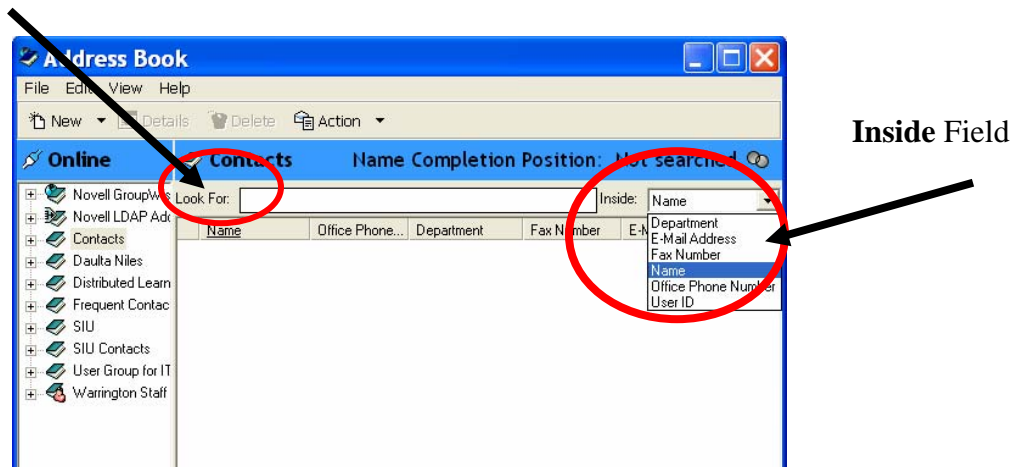 Address Book
File Edit View Help
New Details Delete Action
Inside Field
Online Contacts Name Completion Position: Not searched
Novell GroupWis Look For: Inside: Name
Novell LDAP Add Name Office Phone... Department Fax Number E-M
Department
E-Mail Address
Fax Number
Name
Office Phone Number
User ID
Contacts
Daulta Niles
Distributed Learn
Frequent Contac
SIU
SIU Contacts
User Group for IT
Warrington Staff